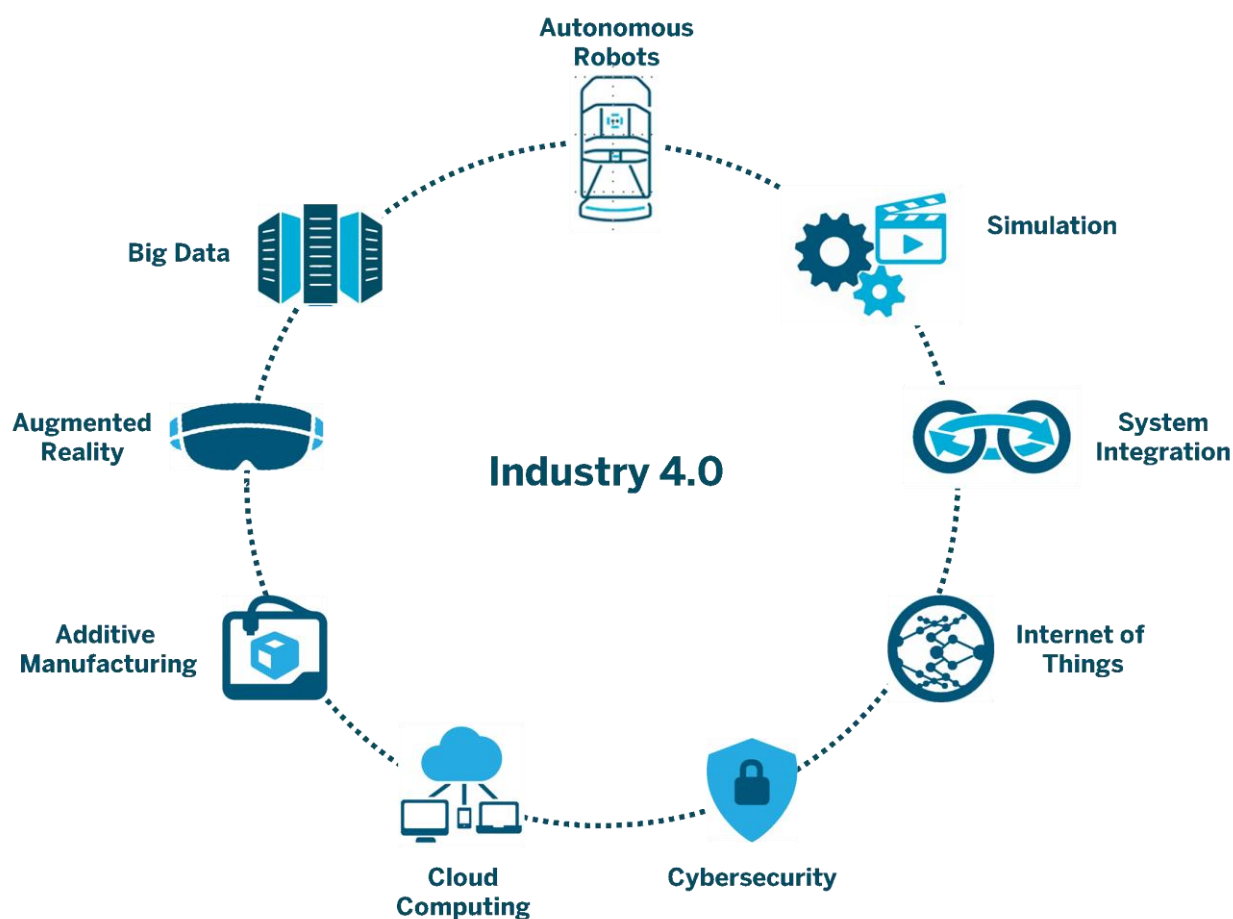 Autonomous
Robots
Simulation
Big Data
Augmented
Reality
System
Integration
Industry 4.0
Additive
Manufacturing
Internet of
Things
Cloud
Computing
Cybersecurity